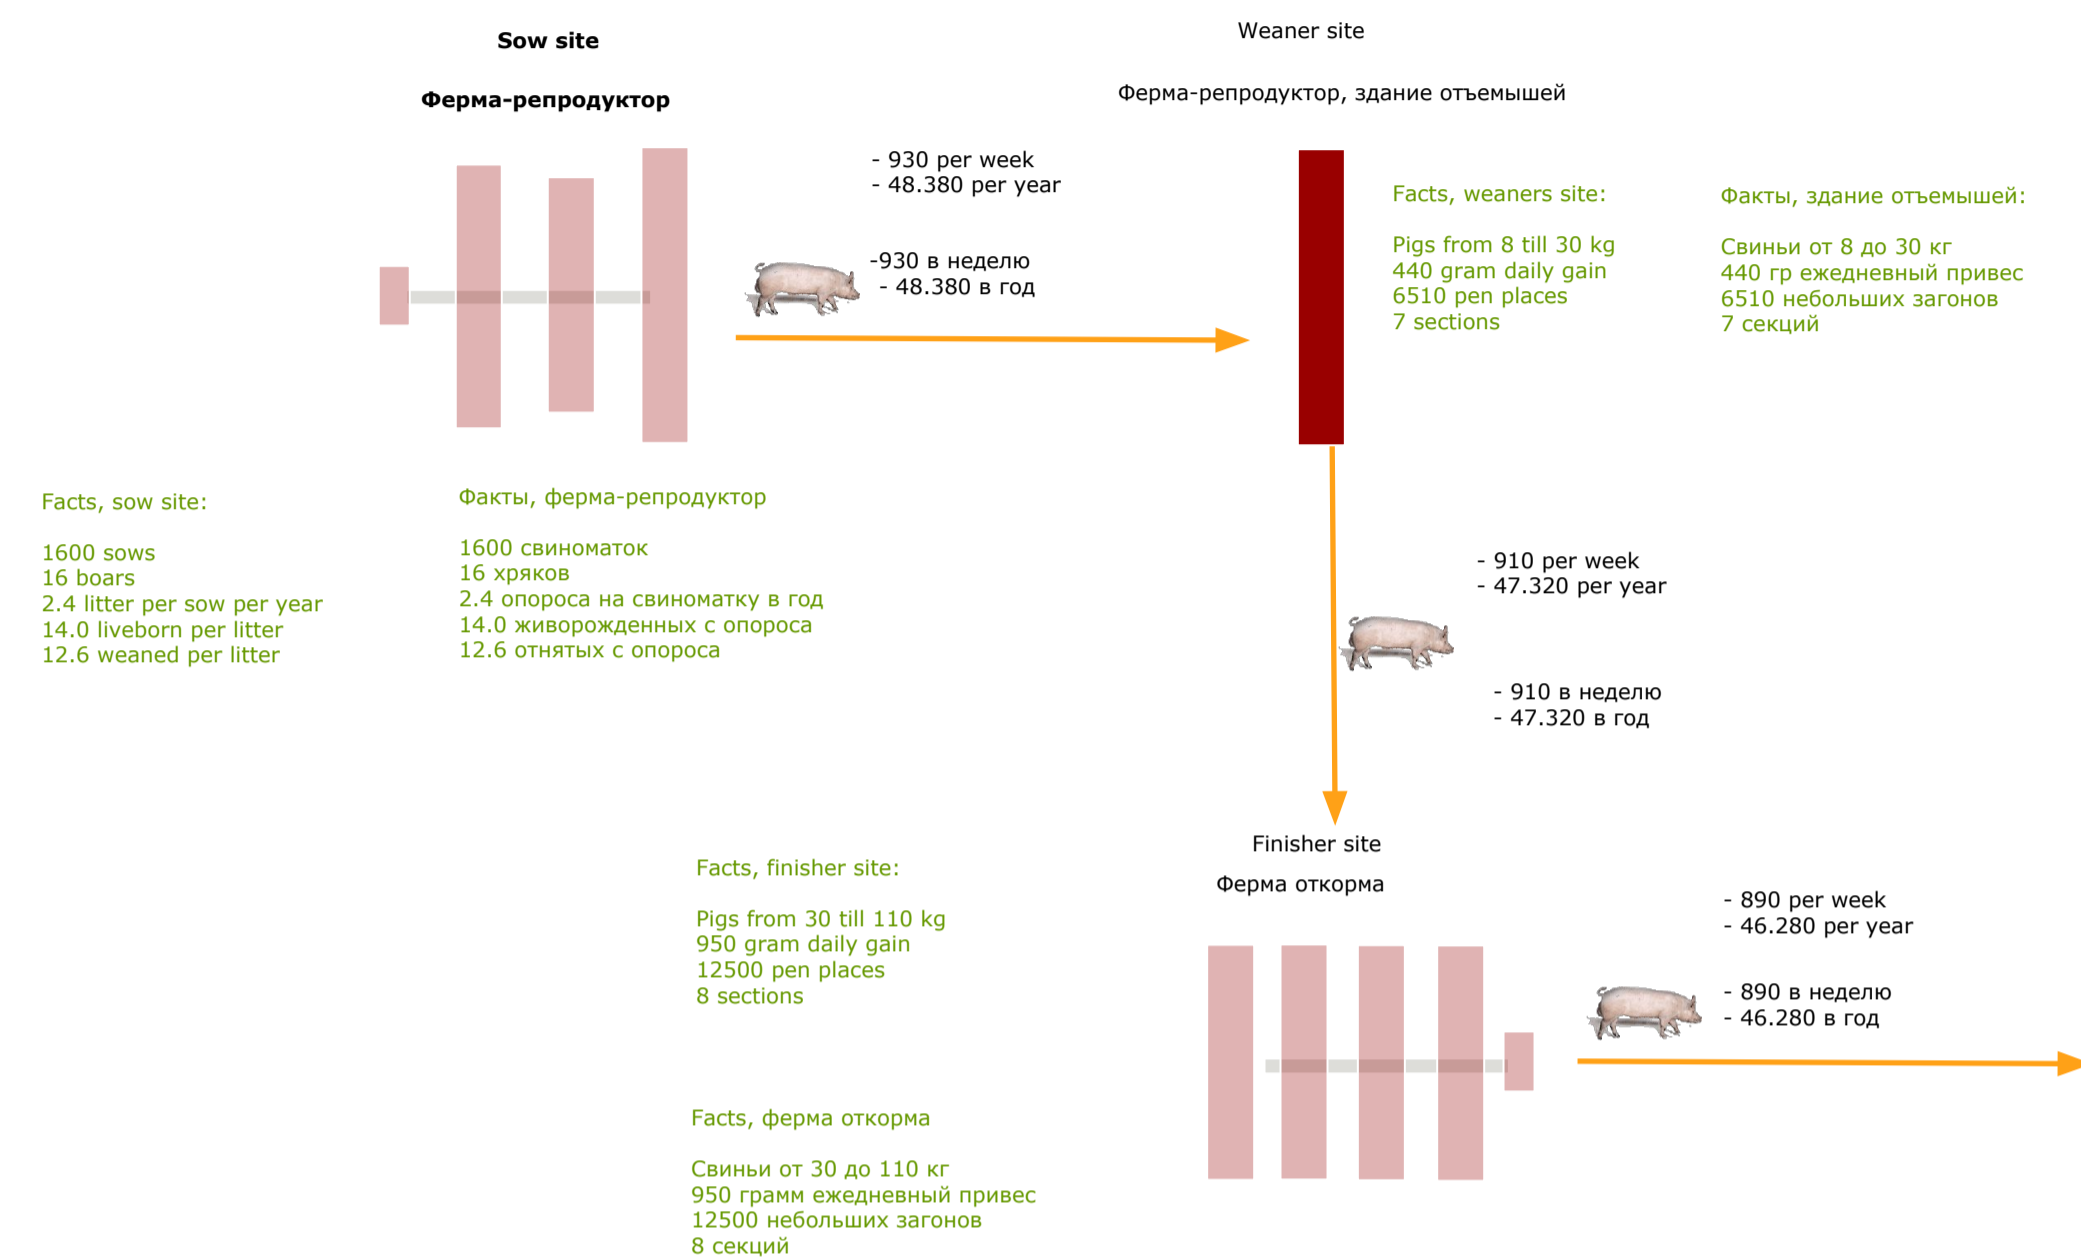 Sow site
Ферма-репродуктор
Weaner site
Ферма-репродуктор, здание отъемышей
- 930 per week
- 48.380 per year
-930 в неделю
- 48.380 в год
Facts, weaners site:
Pigs from 8 till 30 kg
440 gram daily gain
6510 pen places
7 sections
Факты, здание отъемышей:
Свиньи от 8 до 30 кг
440 гр ежедневный привес
6510 небольших загонов
7 секций
Facts, sow site:
1600 sows
16 boars
2.4 litter per sow per year
14.0 liveborn per litter
12.6 weaned per litter
Факты, ферма-репродуктор
1600 свиноматок
16 хряков
2.4 опороса на свиноматку в год
14.0 живорожденных с опороса
12.6 отнятых с опороса
- 910 per week
- 47.320 per year
- 910 в неделю
- 47.320 в год
Finisher site
Ферма откорма
Facts, finisher site:
Pigs from 30 till 110 kg
950 gram daily gain
12500 pen places
8 sections
- 890 per week
- 46.280 per year
- 890 в неделю
- 46.280 в год
Facts, ферма откорма
Свиньи от 30 до 110 кг
950 грамм ежедневный привес
12500 небольших загонов
8 секций